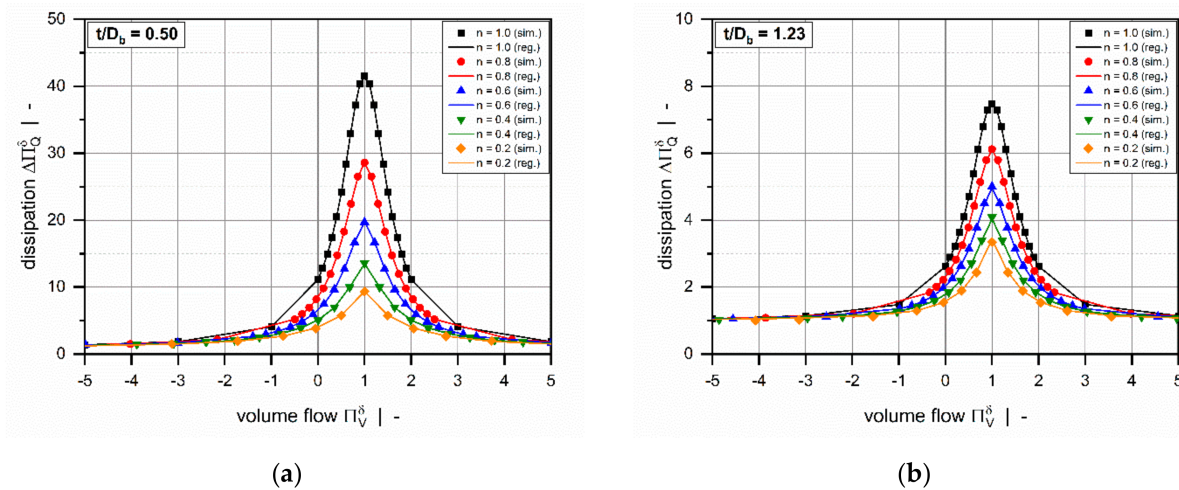 t/D_b = 0.50
n = 1.0 (sim.)
n = 1.0 (reg.)
n = 0.8 (sim.)
n = 0.8 (reg.)
n = 0.6 (sim.)
n = 0.6 (reg.)
n = 0.4 (sim.)
n = 0.4 (reg.)
n = 0.2 (sim.)
n = 0.2 (reg.)
dissipation ΔΠ_Q^δ | -
50
40
30
20
10
0
-5 -4 -3 -2 -1 0 1 2 3 4 5
volume flow Π_V^δ | -
(a)
t/D_b = 1.23
n = 1.0 (sim.)
n = 1.0 (reg.)
n = 0.8 (sim.)
n = 0.8 (reg.)
n = 0.6 (sim.)
n = 0.6 (reg.)
n = 0.4 (sim.)
n = 0.4 (reg.)
n = 0.2 (sim.)
n = 0.2 (reg.)
dissipation ΔΠ_Q^δ | -
10
8
6
4
2
0
-5 -4 -3 -2 -1 0 1 2 3 4 5
volume flow Π_V^δ | -
(b)